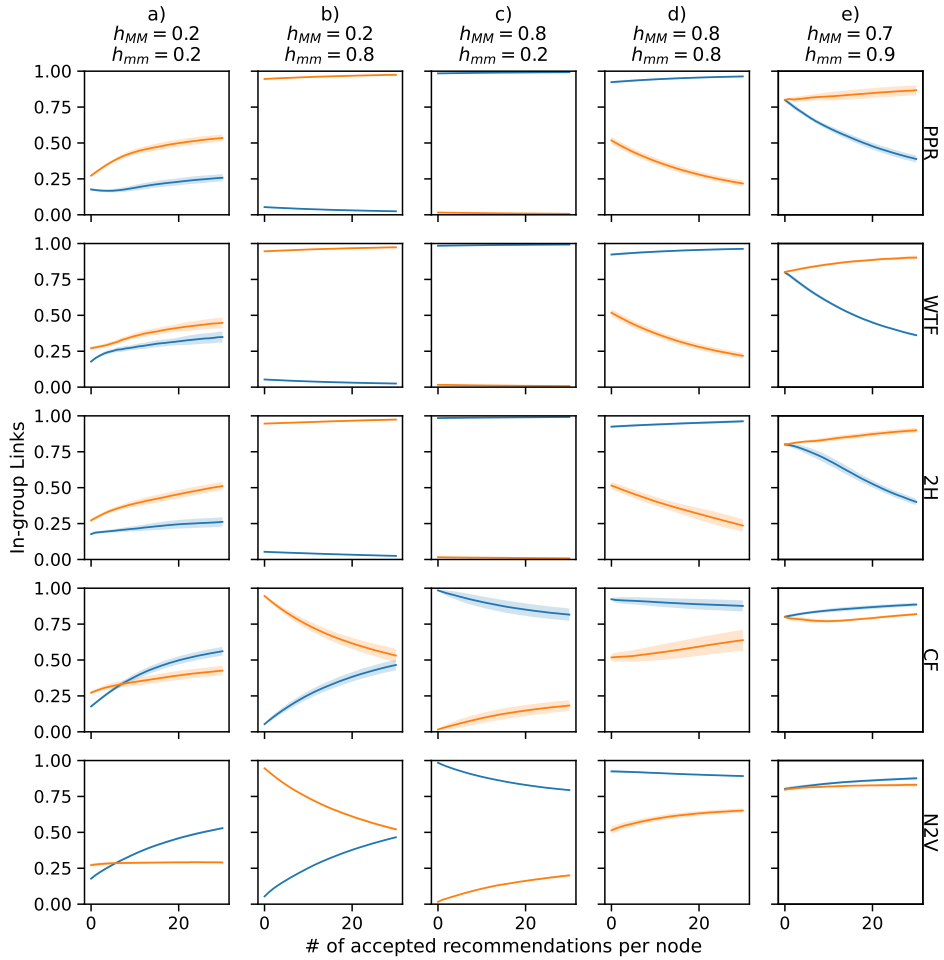 a)
h_MM = 0.2
h_mm = 0.2
b)
h_MM = 0.2
h_mm = 0.8
c)
h_MM = 0.8
h_mm = 0.2
d)
h_MM = 0.8
h_mm = 0.8
e)
h_MM = 0.7
h_mm = 0.9
1.00
0.75
0.50
0.25
0.00
PPR
1.00
0.75
0.50
0.25
0.00
WTF
1.00
0.75
0.50
0.25
0.00
2H
In-group Links
1.00
0.75
0.50
0.25
0.00
CF
1.00
0.75
0.50
0.25
0.00
N2V
0 20
0 20
0 20
0 20
0 20
# of accepted recommendations per node